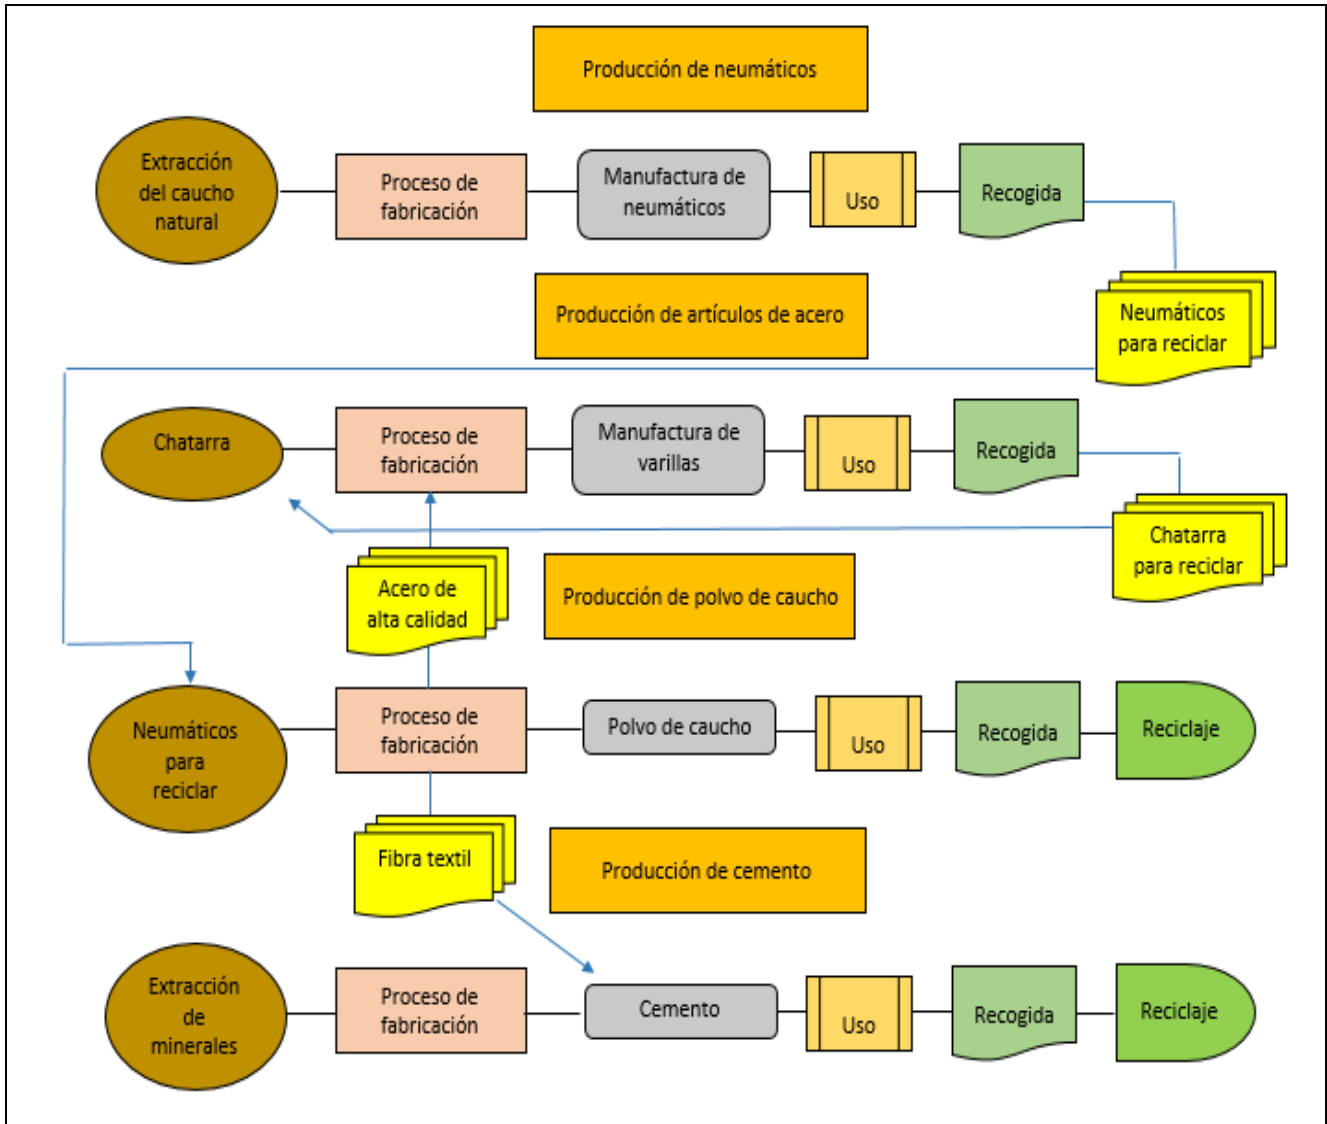 Producción de neumáticos
Extracción
del caucho
natural
Proceso de
fabricación
Manufactura de
neumáticos
Uso
Recogida
Neumáticos
para reciclar
Producción de artículos de acero
Chatarra
Proceso de
fabricación
Manufactura de
varillas
Uso
Recogida
Chatarra
para reciclar
Acero de
alta calidad
Producción de polvo de caucho
Neumáticos
para
reciclar
Proceso de
fabricación
Polvo de caucho
Uso
Recogida
Reciclaje
Fibra textil
Producción de cemento
Extracción
de
minerales
Proceso de
fabricación
Cemento
Uso
Recogida
Reciclaje